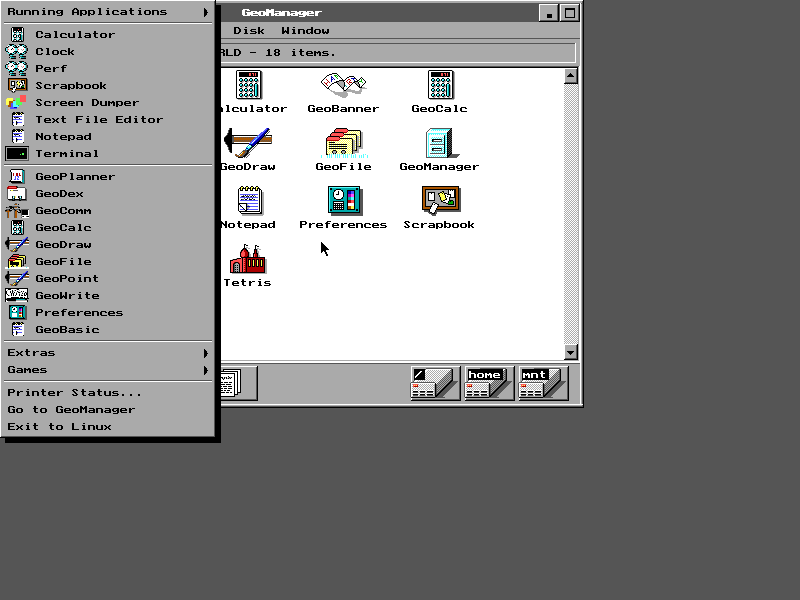 Running Applications
Calculator
Clock
Perf
Scrapbook
Screen Dumper
Text File Editor
Notepad
Terminal
GeoPlanner
GeoDex
GeoComm
GeoCalc
GeoDraw
GeoFile
GeoPoint
GeoWrite
Preferences
GeoBasic
Extras
Games
Printer Status...
Go to GeoManager
Exit to Linux
GeoManager
Disk Window
RLD - 18 items.
alculator GeoBanner GeoCalc
GeoDraw GeoFile GeoManager
Notepad Preferences Scrapbook
Tetris
/ home mnt